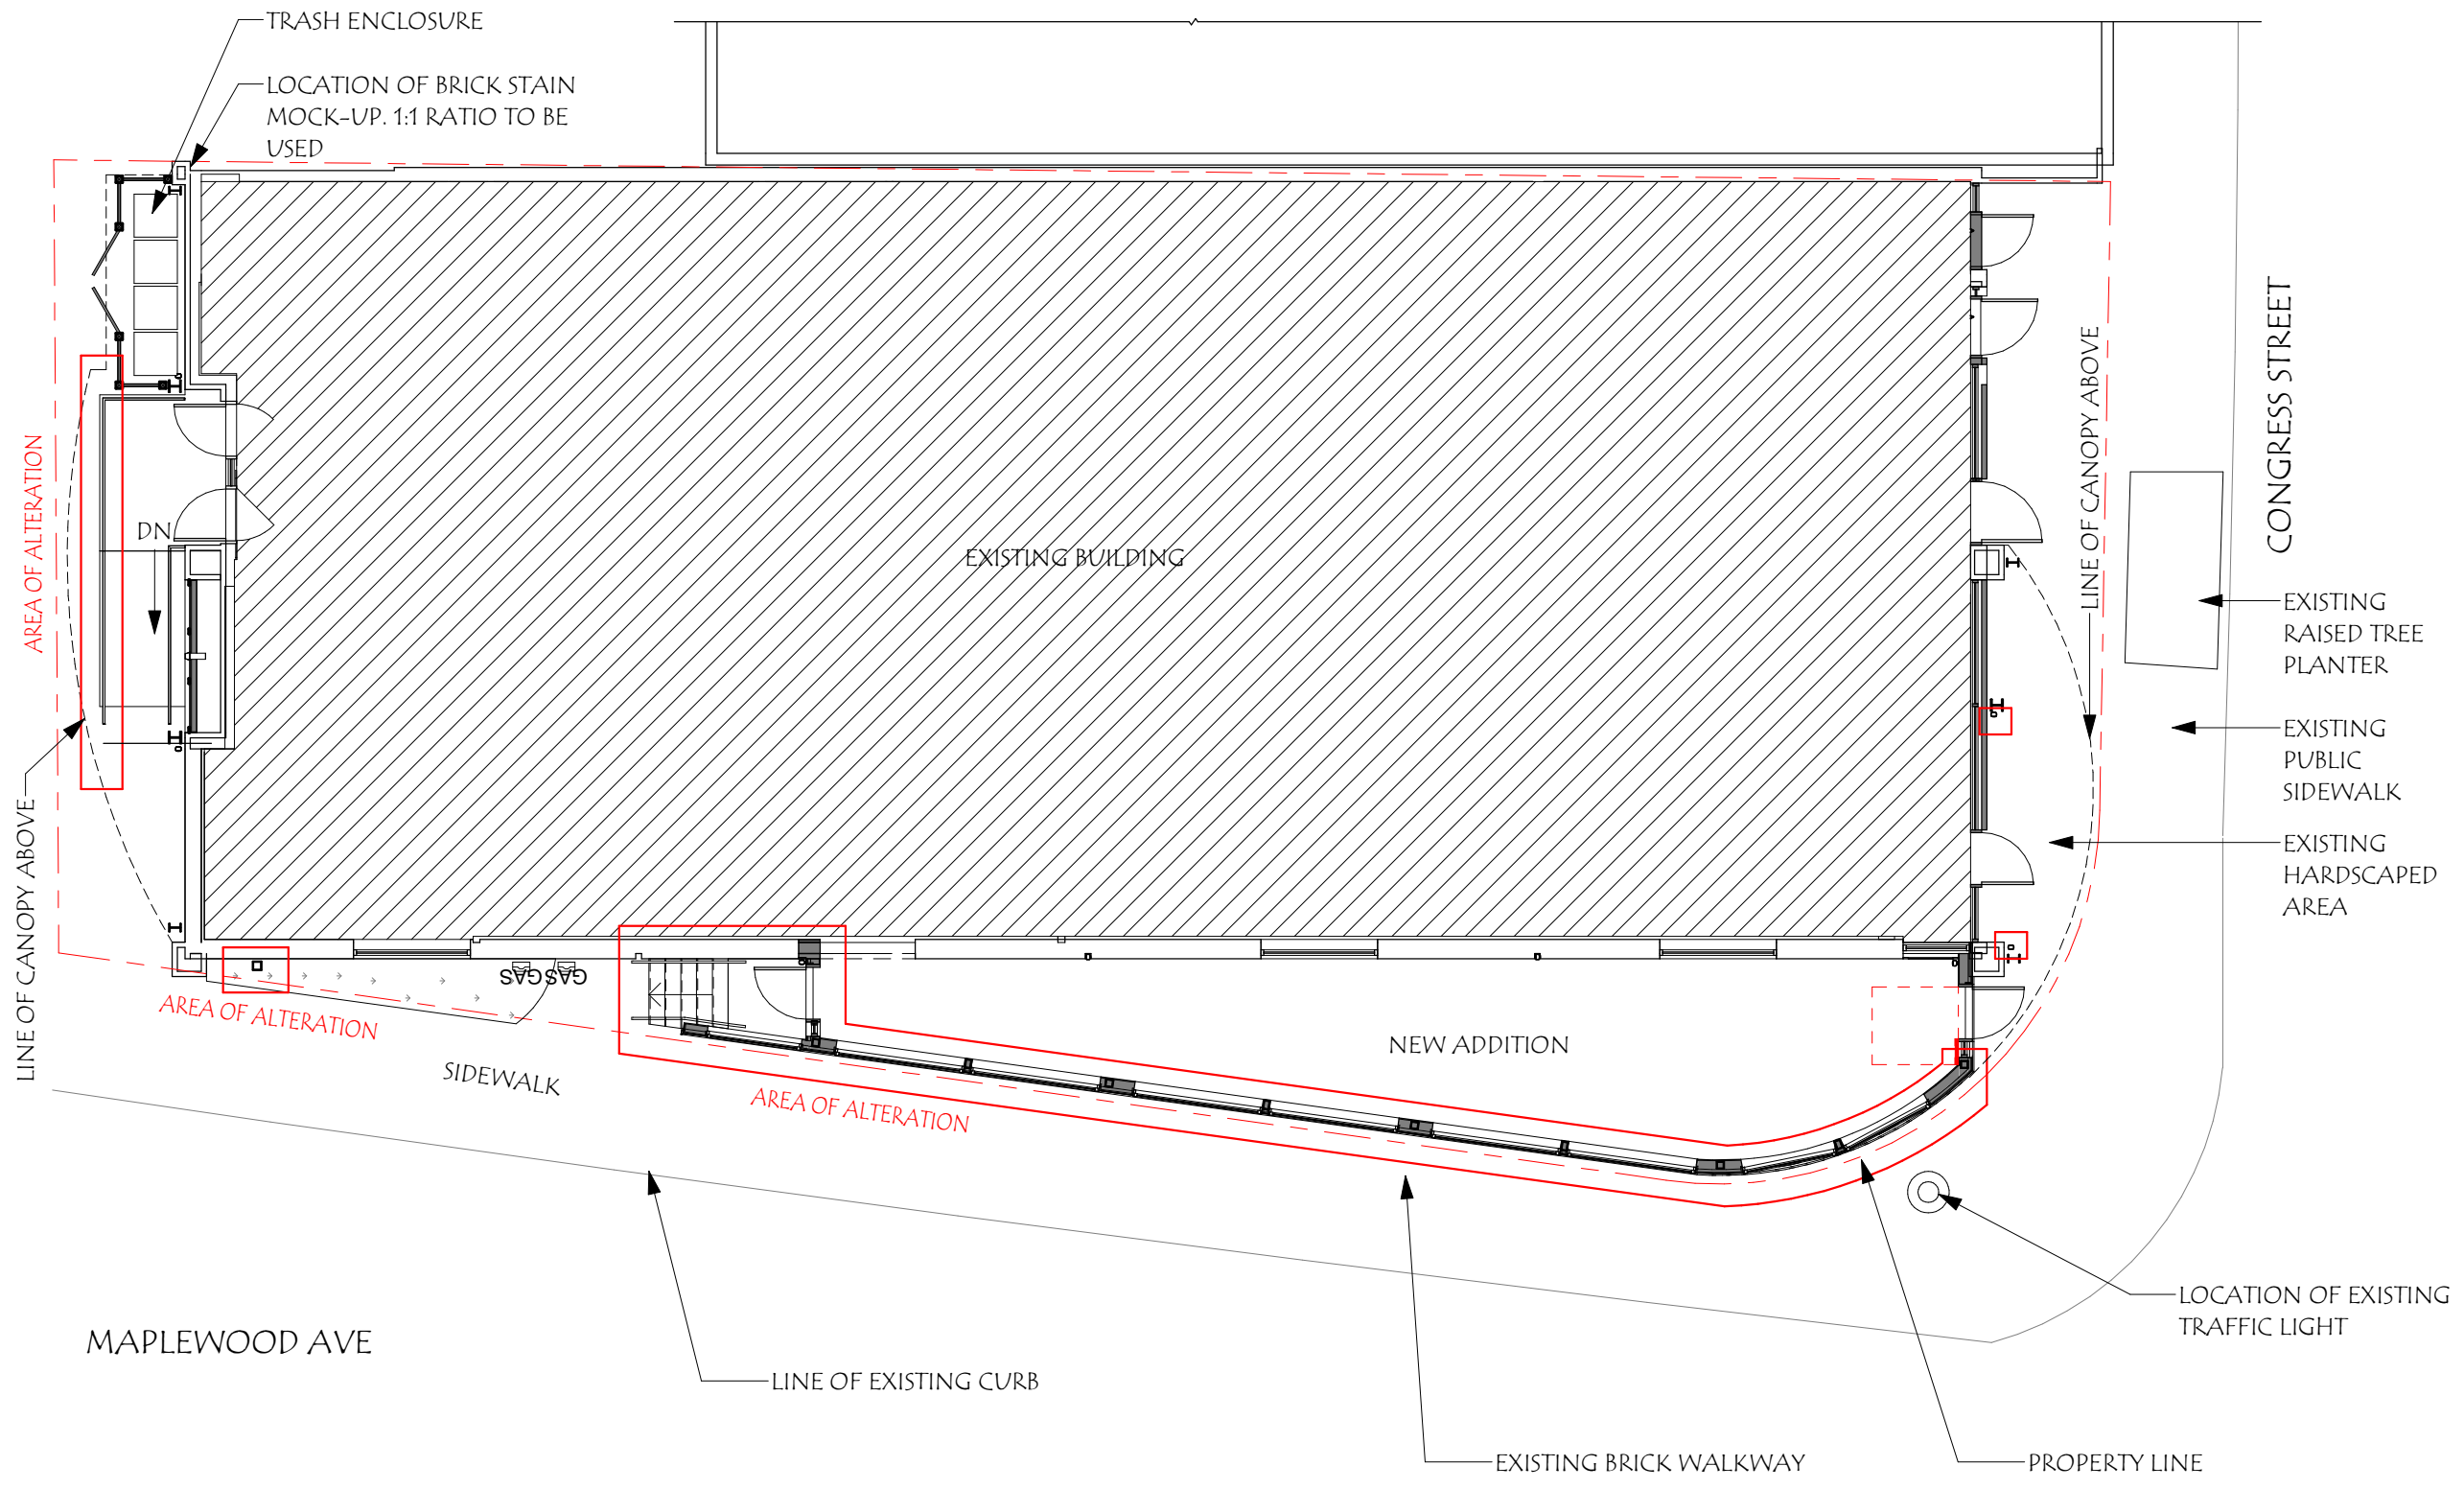 TRASH ENCLOSURE
LOCATION OF BRICK STAIN
MOCK-UP. 1:1 RATIO TO BE
USED
AREA OF ALTERATION
DN
LINE OF CANOPY ABOVE
EXISTING BUILDING
LINE OF CANOPY ABOVE
CONGRESS STREET
EXISTING
RAISED TREE
PLANTER
EXISTING
PUBLIC
SIDEWALK
EXISTING
HARDSCAPED
AREA
GAS
GAS
AREA OF ALTERATION
SIDEWALK
NEW ADDITION
AREA OF ALTERATION
MAPLEWOOD AVE
LINE OF EXISTING CURB
LOCATION OF EXISTING
TRAFFIC LIGHT
EXISTING BRICK WALKWAY
PROPERTY LINE